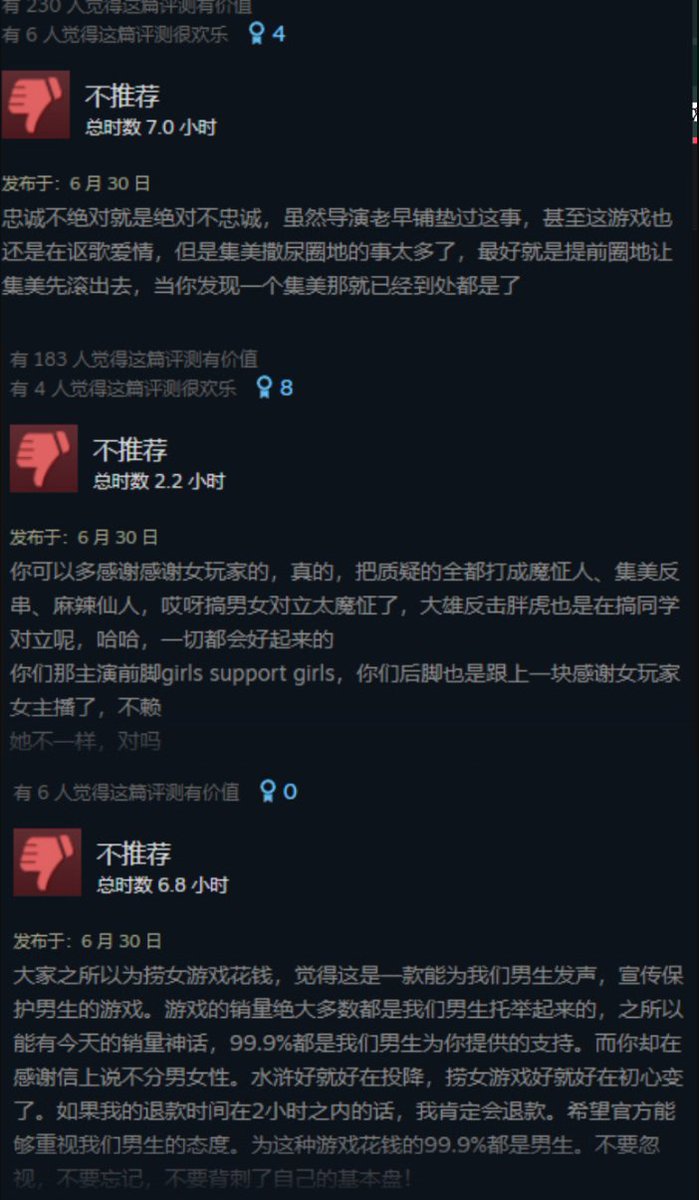 有 230 人觉得这篇评测有价值
有 6 人觉得这篇评测很欢乐 4
不推荐
总时数 7.0 小时
发布于：6 月 30 日
忠诚不绝对就是绝对不忠诚，虽然导演老早铺垫过这事，甚至这游戏也
还是在讴歌爱情，但是集美撒尿圈地的事太多了，最好就是提前圈地让
集美先滚出去，当你发现一个集美那就已经到处都是了
有 183 人觉得这篇评测有价值
有 4 人觉得这篇评测很欢乐 8
不推荐
总时数 2.2 小时
发布于：6 月 30 日
你可以多感谢感谢女玩家的，真的，把质疑的全都打成魔怔人、集美反
串、麻辣仙人，哎呀搞男女对立太魔怔了，大雄反击胖虎也是在搞同学
对立呢，哈哈，一切都会好起来的
你们那主演前脚girls support girls，你们后脚也是跟上一块感谢女玩家
女主播了，不赖
她不一样，对吗
有 6 人觉得这篇评测有价值 0
不推荐
总时数 6.8 小时
发布于：6 月 30 日
大家之所以为捞女游戏花钱，觉得这是一款能为我们男生发声，宣传保
护男生的游戏。游戏的销量绝大多数都是我们男生托举起来的，之所以
能有今天的销量神话，99.9%都是我们男生为你提供的支持。而你却在
感谢信上说不分男女性。水浒好就好在投降，捞女游戏好就好在初心变
了。如果我的退款时间在2小时之内的话，我肯定会退款。希望官方能
够重视我们男生的态度。为这种游戏花钱的99.9%都是男生。不要忽
视，不要忘记，不要背刺了自己的基本盘！